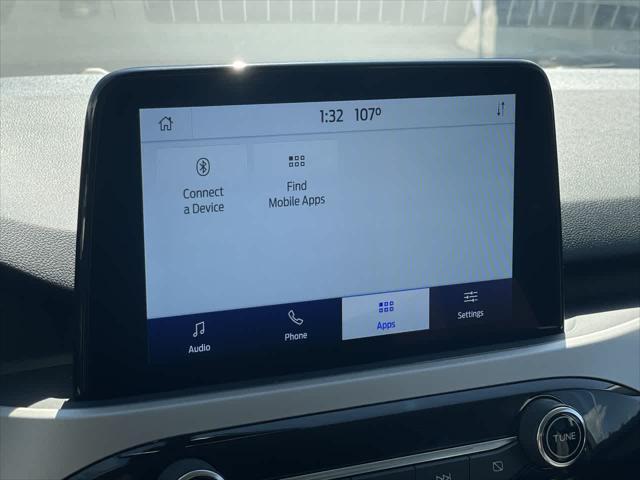 1:32 107°
Connect
a Device
Find
Mobile Apps
Audio
Phone
Apps
Settings
TUNE